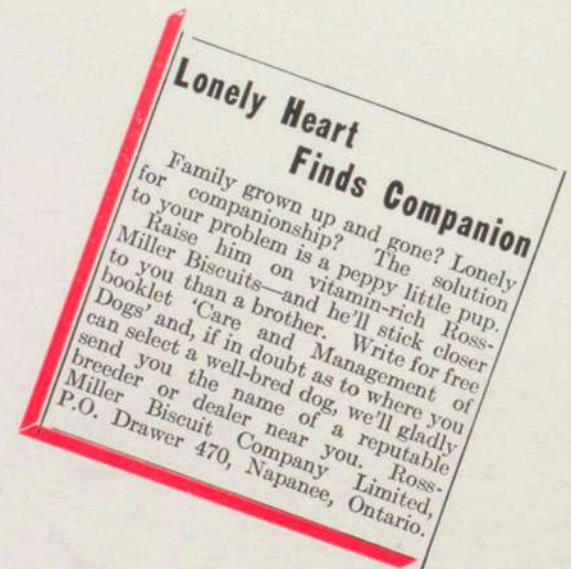 Lonely Heart
Finds Companion
Family grown up and gone? Lonely
for companionship? The solution
to your problem is a peppy little pup.
Raise him on vitamin-rich Ross-
Miller Biscuits—and he'll stick closer
to you than a brother. Write for free
booklet 'Care and Management of
Dogs' and, if in doubt as to where you
can select a well-bred dog, we'll gladly
send you the name of a reputable
breeder or dealer near you. Ross-
Miller Biscuit Company Limited,
P.O. Drawer 470, Napanee, Ontario.